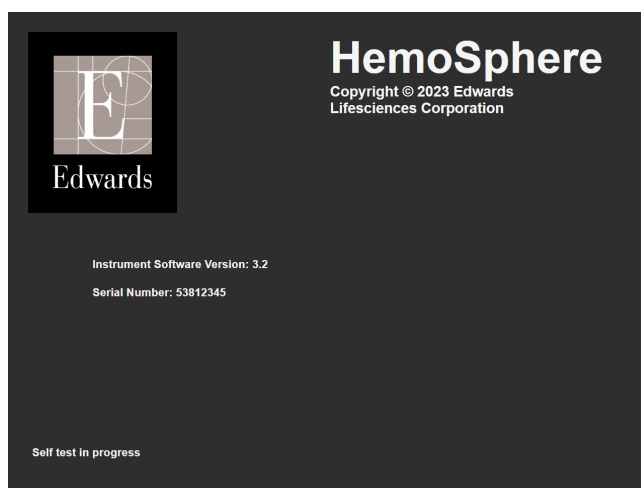 E
Edwards
HemoSphere
Copyright © 2023 Edwards
Lifesciences Corporation
Instrument Software Version: 3.2
Serial Number: 53812345
Self test in progress